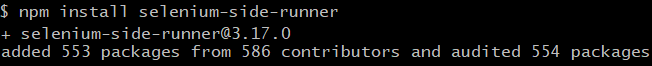 $ npm install selenium-side-runner
+ selenium-side-runner@3.17.0
added 553 packages from 586 contributors and audited 554 packages